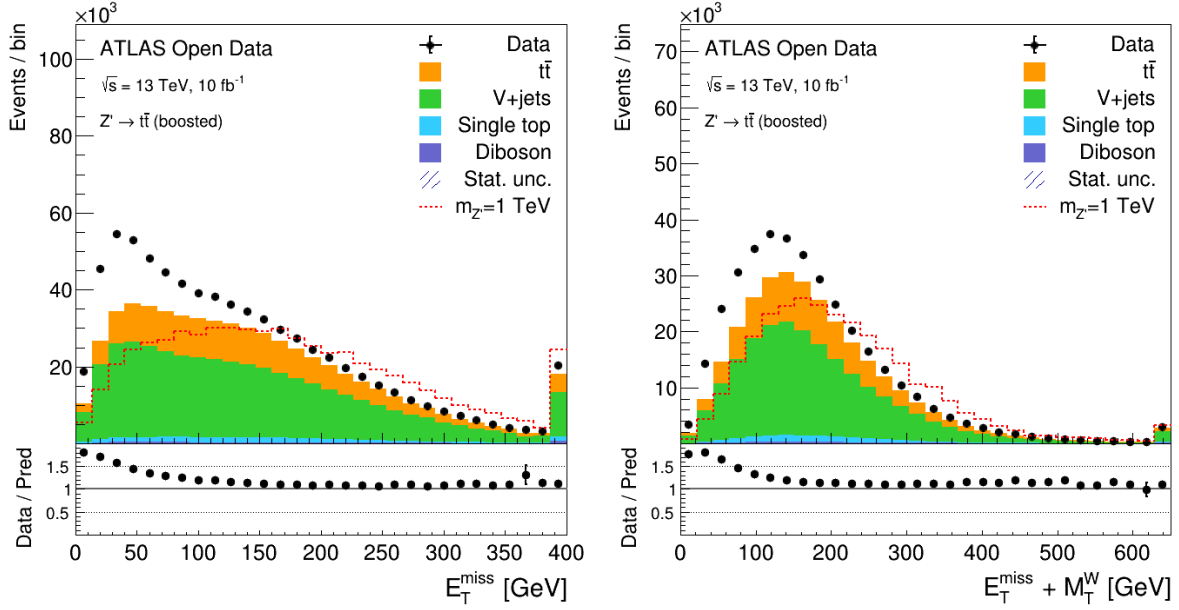 ×10³
Events / bin
100
80
60
40
20
ATLAS Open Data
√s = 13 TeV, 10 fb⁻¹
Z' → tt̄ (boosted)
Data
tt̄
V+jets
Single top
Diboson
Stat. unc.
m_Z'=1 TeV
Data / Pred
1.5
1
0.5
0 50 100 150 200 250 300 350 400
E_T^miss [GeV]
×10³
Events / bin
70
60
50
40
30
20
10
ATLAS Open Data
√s = 13 TeV, 10 fb⁻¹
Z' → tt̄ (boosted)
Data
tt̄
V+jets
Single top
Diboson
Stat. unc.
m_Z'=1 TeV
Data / Pred
1.5
1
0.5
0 100 200 300 400 500 600
E_T^miss + M_T^W [GeV]